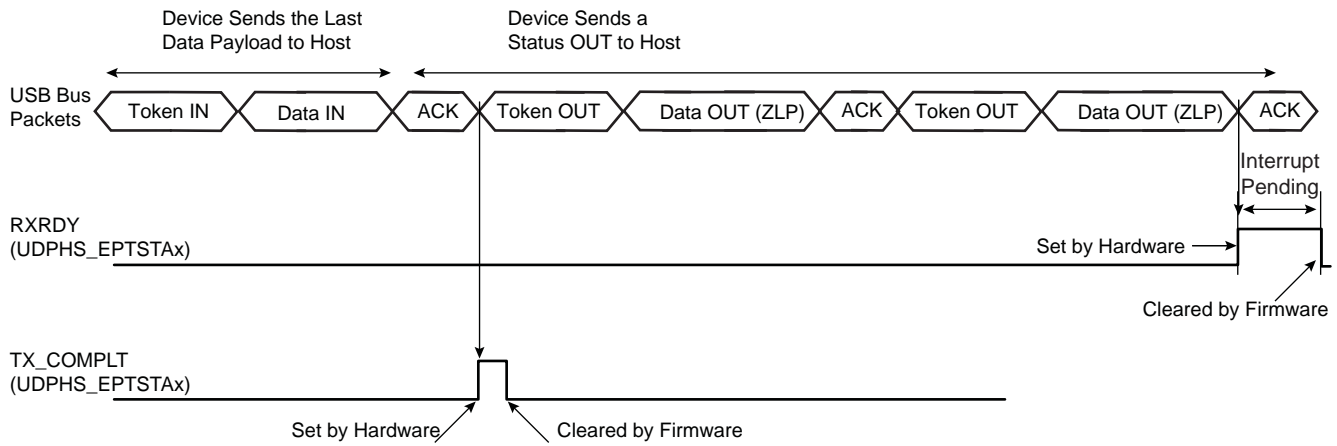 Device Sends the Last
Data Payload to Host
Device Sends a
Status OUT to Host
USB Bus
Packets
Token IN
Data IN
ACK
Token OUT
Data OUT (ZLP)
ACK
Token OUT
Data OUT (ZLP)
ACK
Interrupt
Pending
RXRDY
(UDPHS_EPTSTAx)
Set by Hardware
Cleared by Firmware
TX_COMPLT
(UDPHS_EPTSTAx)
Set by Hardware
Cleared by Firmware